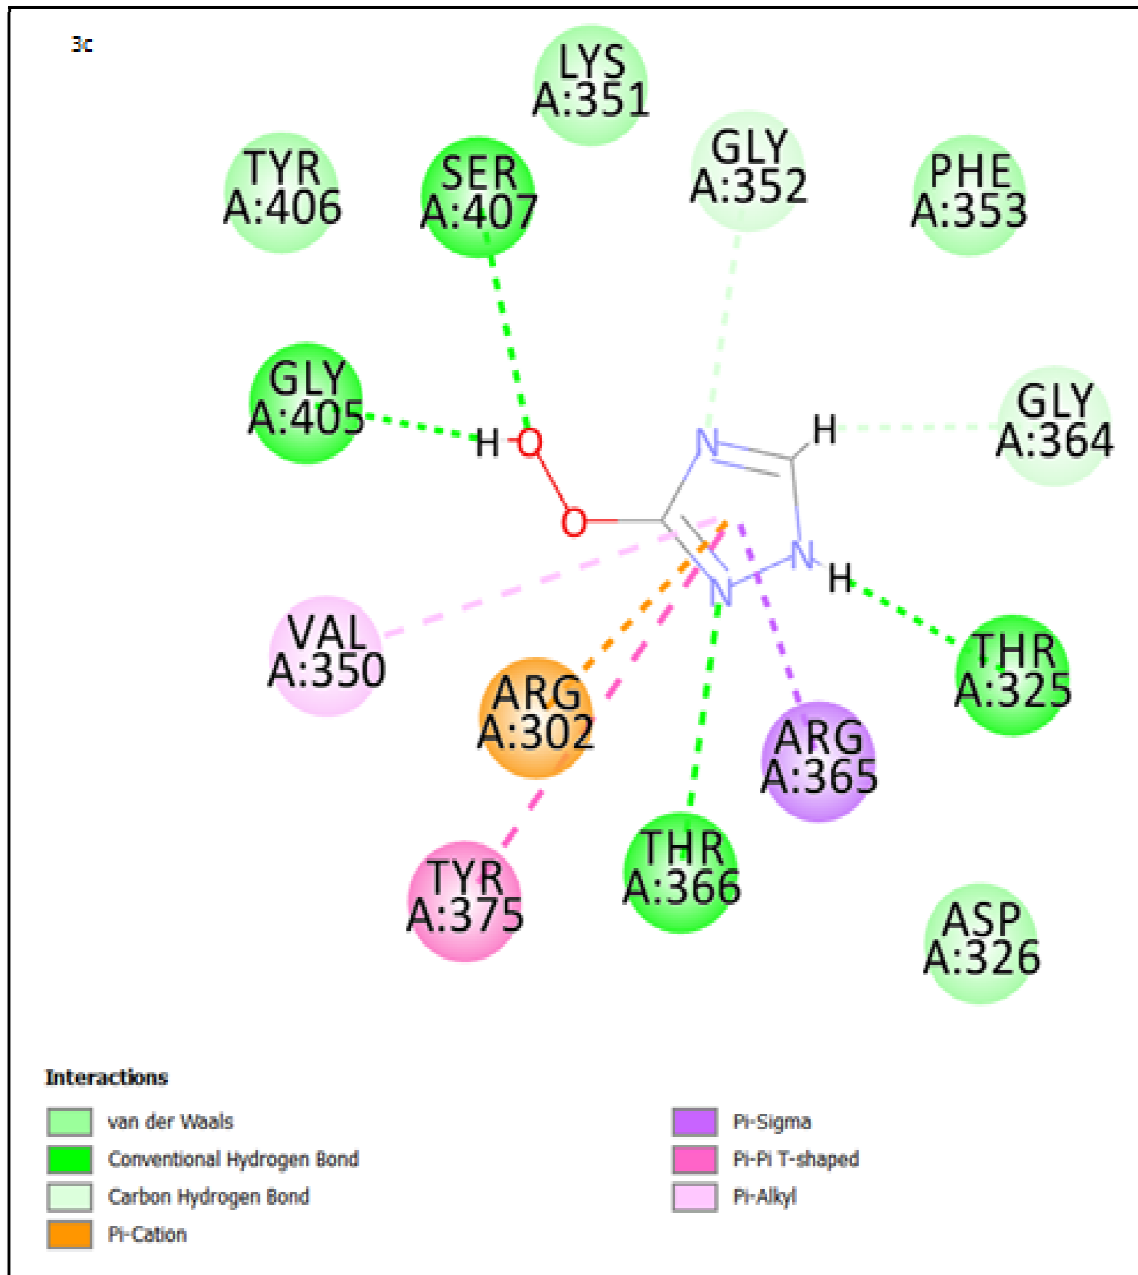 3c
LYS
A:351
GLY
A:352
PHE
A:353
TYR
A:406
SER
A:407
GLY
A:405
GLY
A:364
H
O
N
H
O
N
H
N
VAL
A:350
ARG
A:302
THR
A:325
ARG
A:365
TYR
A:375
THR
A:366
ASP
A:326
Interactions
van der Waals
Conventional Hydrogen Bond
Carbon Hydrogen Bond
Pi-Cation
Pi-Sigma
Pi-Pi T-shaped
Pi-Alkyl